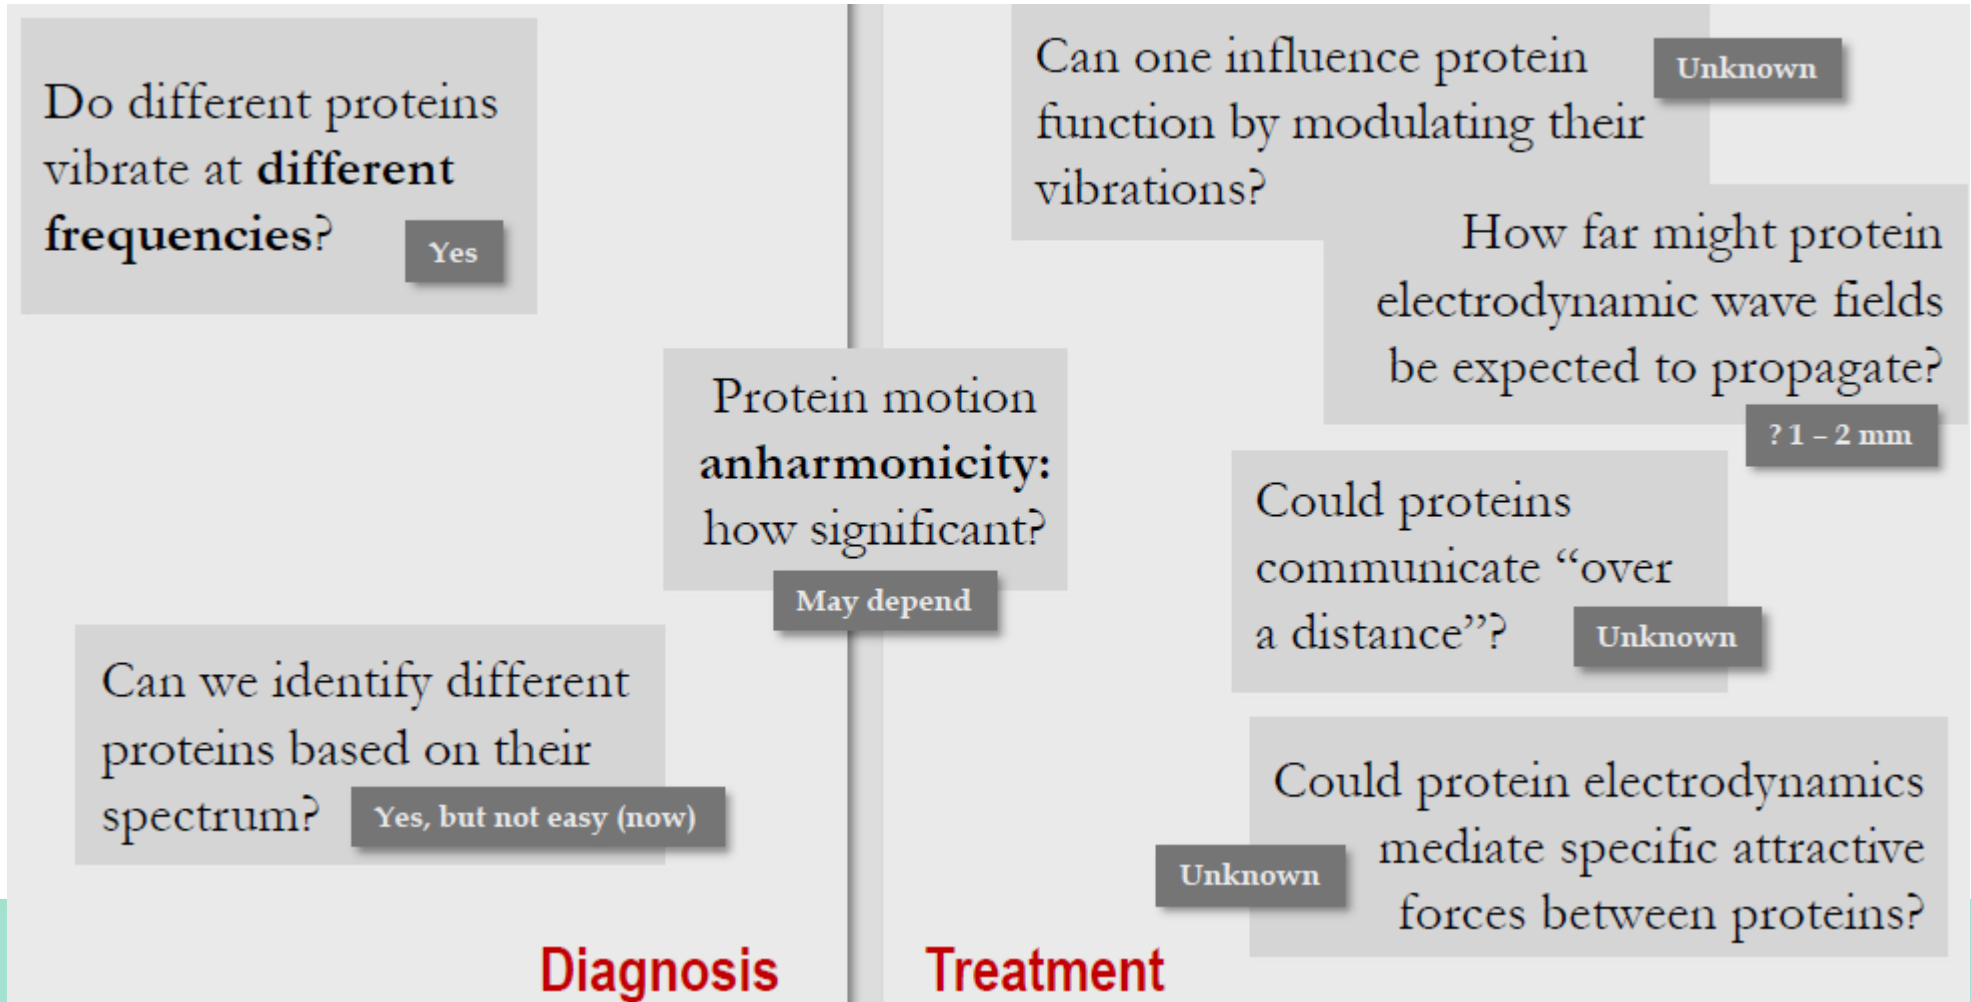 Do different proteins
vibrate at different
frequencies?
Yes
Protein motion
anharmonicity:
how significant?
May depend
Can we identify different
proteins based on their
spectrum?
Yes, but not easy (now)
Diagnosis
Can one influence protein
function by modulating their
vibrations?
Unknown
How far might protein
electrodynamic wave fields
be expected to propagate?
? 1 – 2 mm
Could proteins
communicate “over
a distance”?
Unknown
Could protein electrodynamics
mediate specific attractive
forces between proteins?
Unknown
Treatment